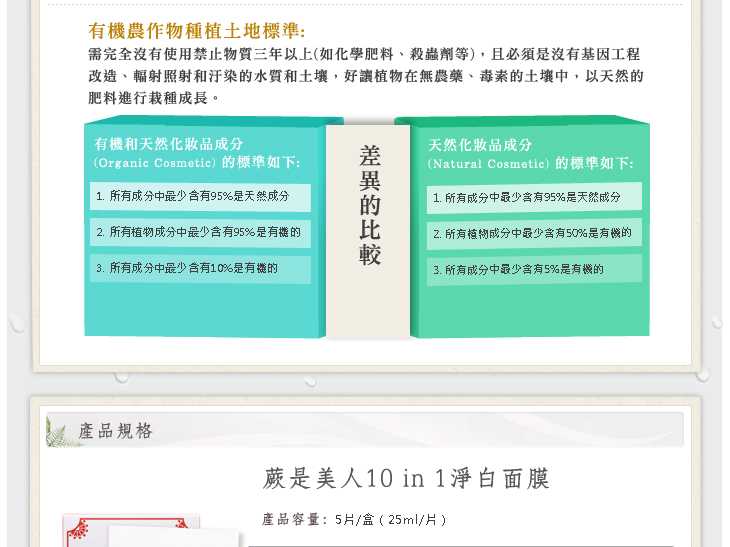 有機農作物種植土地標準:
需完全沒有使用禁止物質三年以上(如化學肥料、殺蟲劑等)，且必須是沒有基因工程
改造、輻射照射和汙染的水質和土壤，好讓植物在無農藥、毒素的土壤中，以天然的
肥料進行栽種成長。
有機和天然化妝品成分
(Organic Cosmetic) 的標準如下:
1. 所有成分中最少含有95%是天然成分
2. 所有植物成分中最少含有95%是有機的
3. 所有成分中最少含有10%是有機的
差異的比較
天然化妝品成分
(Natural Cosmetic) 的標準如下:
1. 所有成分中最少含有95%天然成分
2. 所有植物成分中最少含有50%是有機的
3. 所有成分中最少含有5%是有機的
產品規格
蕨是美人10 in 1淨白面膜
產品容量: 5片/盒 ( 25ml/片 )